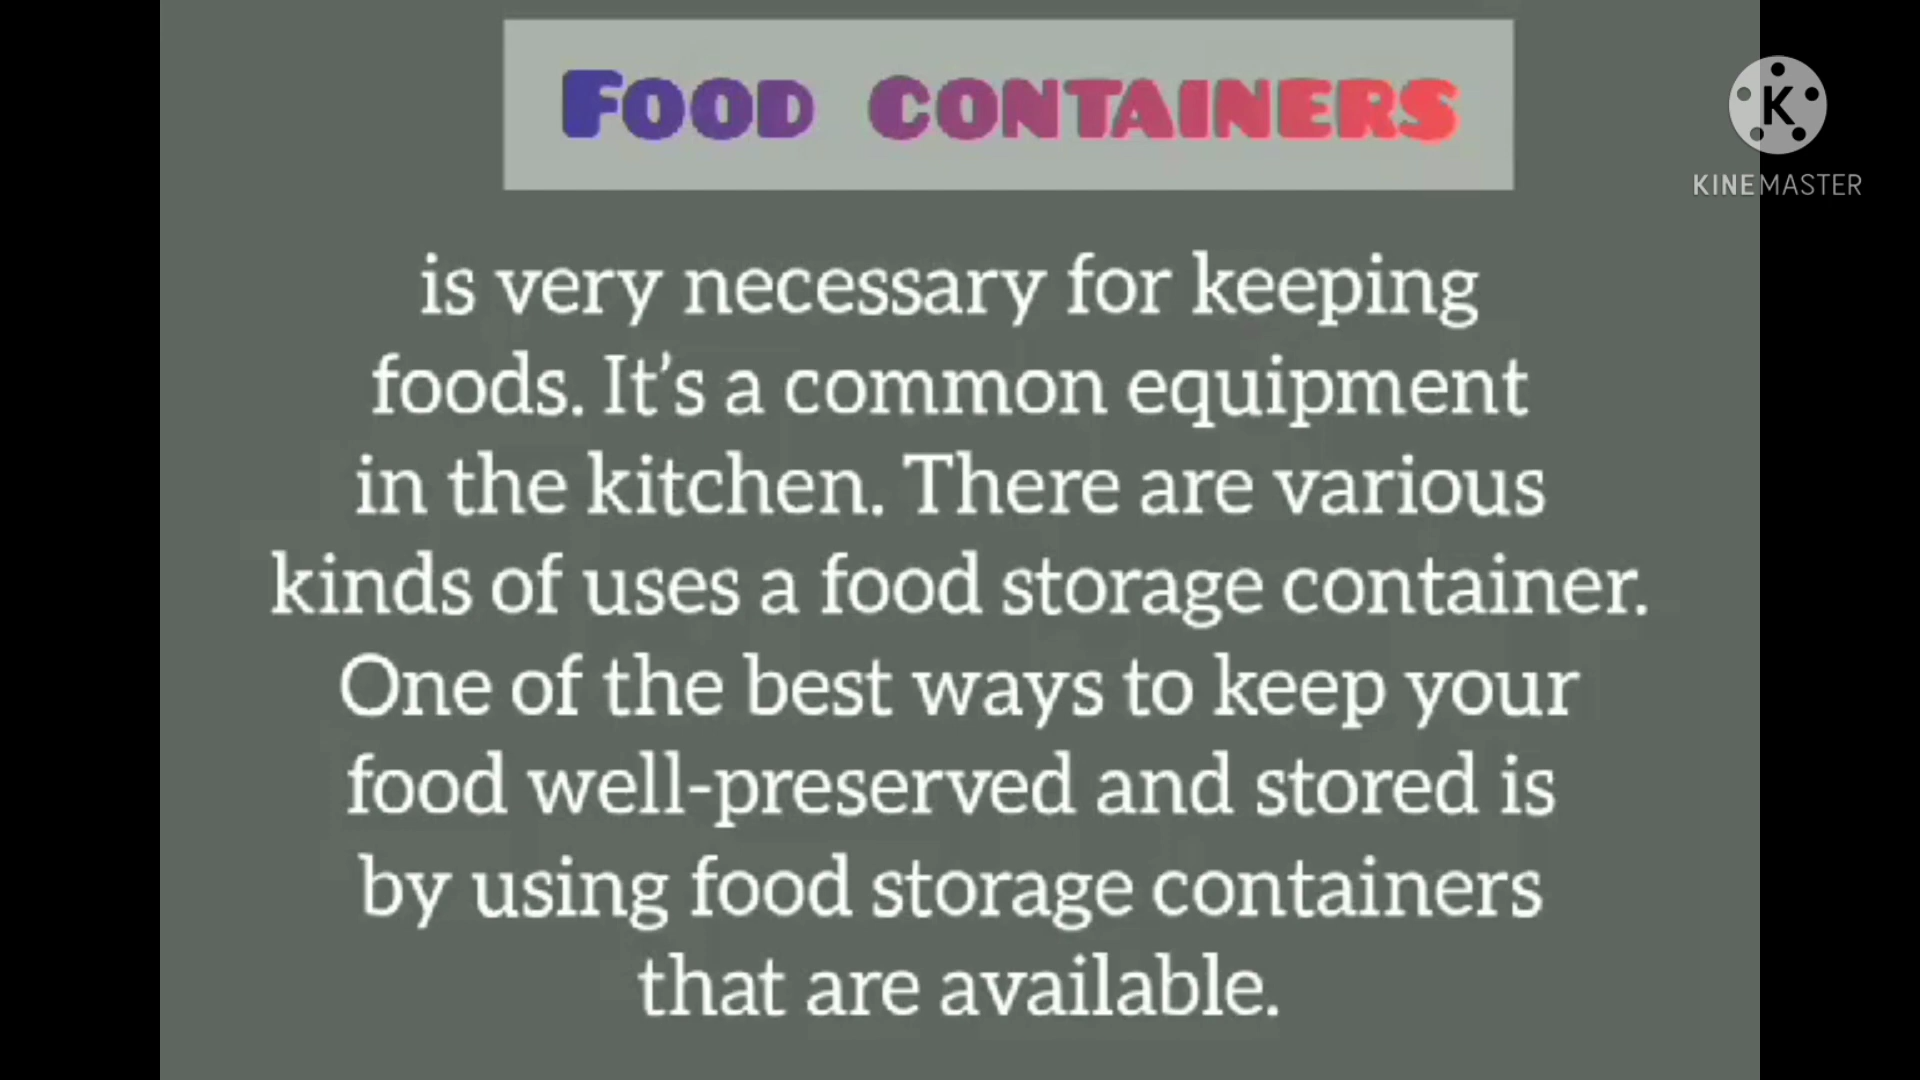 FOOD CONTAINERS
K
KINEMASTER
is very necessary for keeping
foods. It’s a common equipment
in the kitchen. There are various
kinds of uses a food storage container.
One of the best ways to keep your
food well-preserved and stored is
by using food storage containers
that are available.